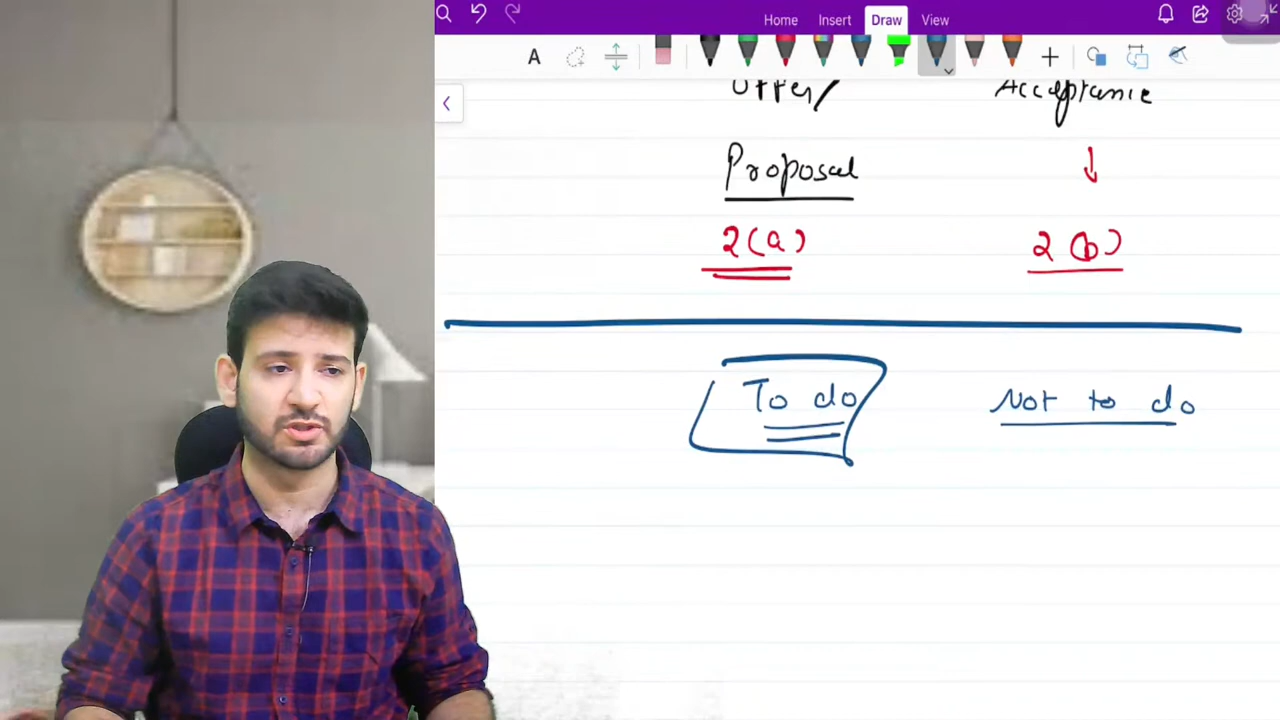 Home Insert Draw View
A
Offer/ Acceptance
Proposal
2(a) 2(b)
To do Not to do